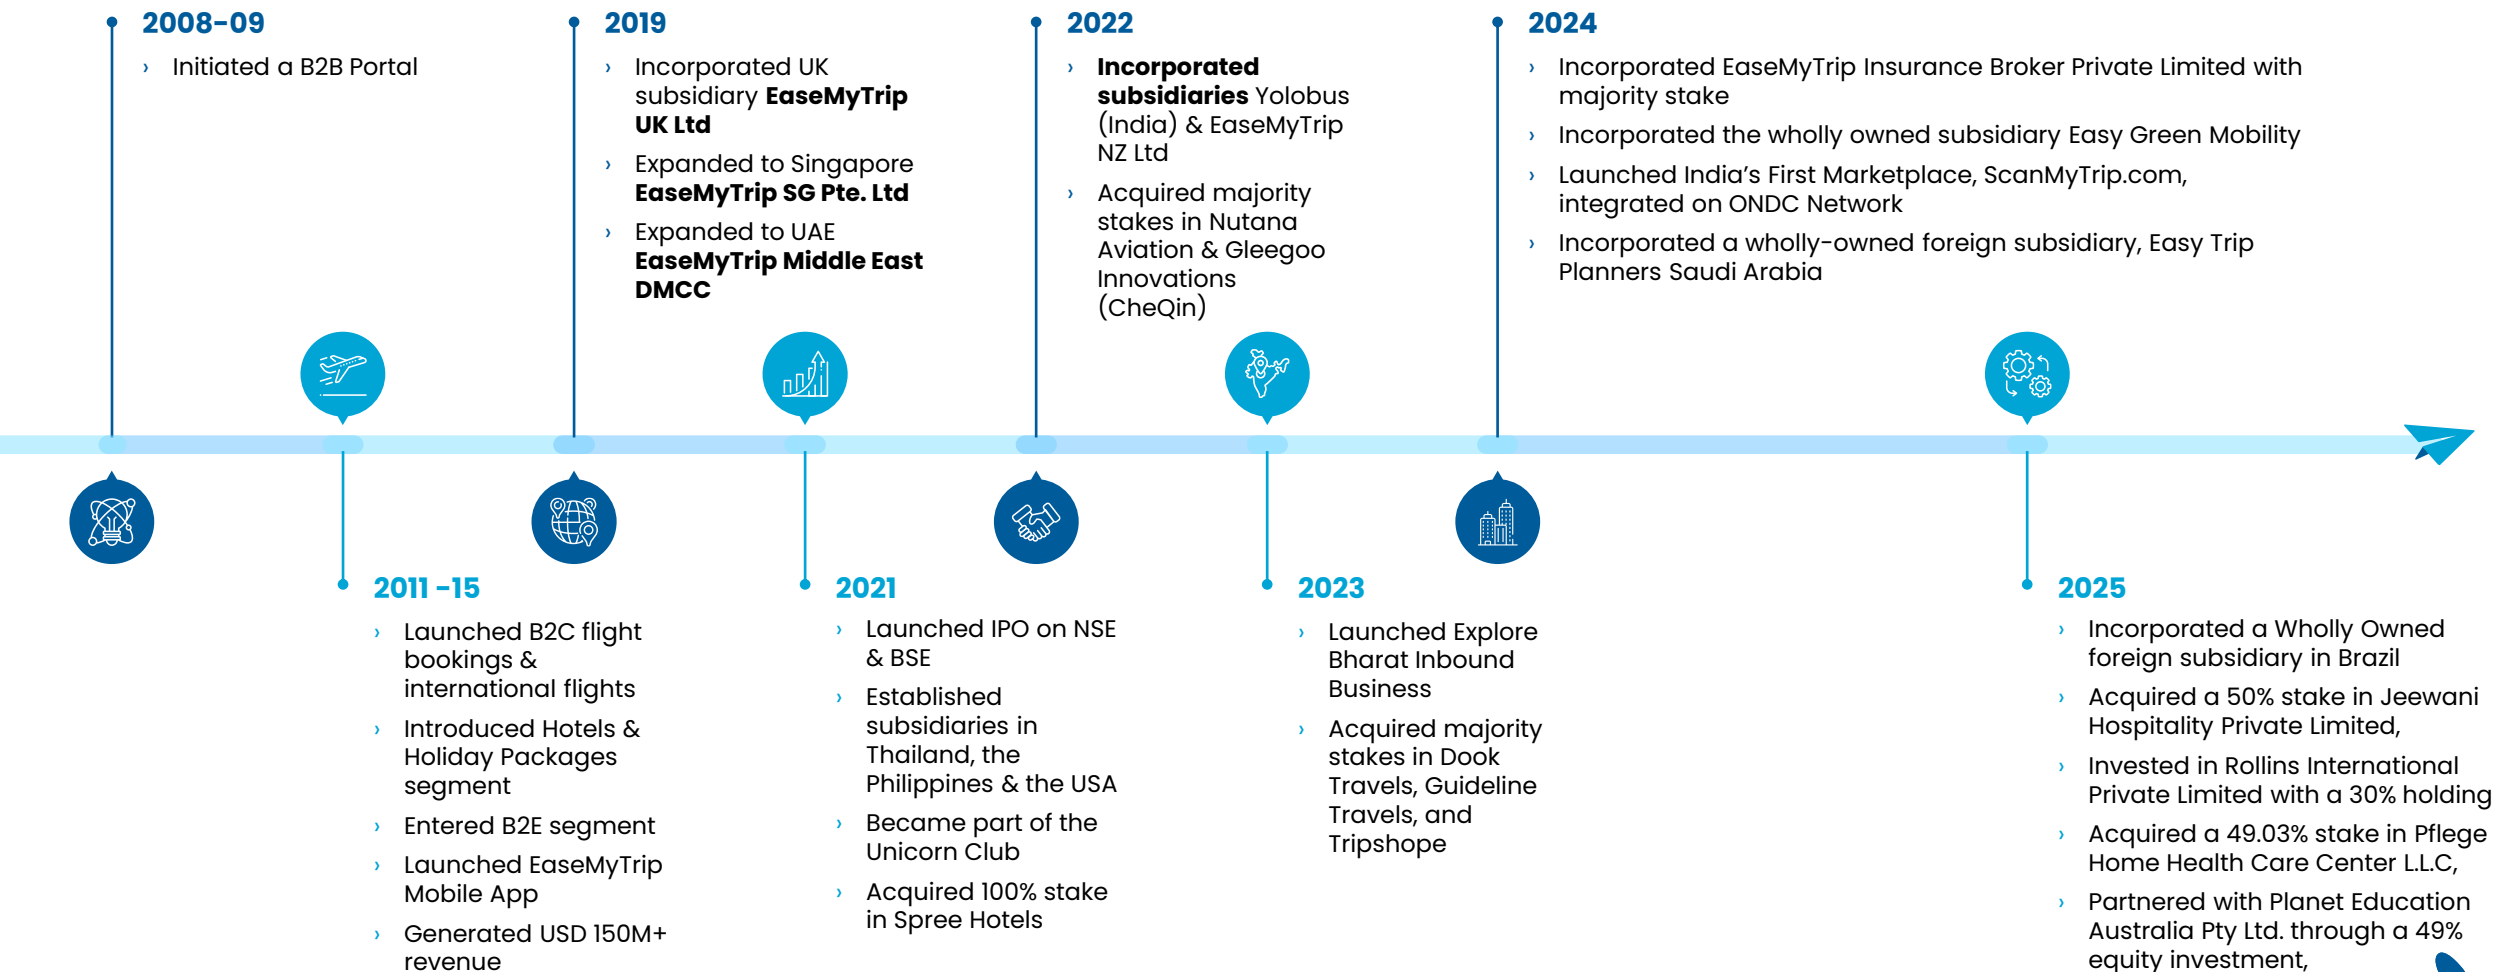 2008-09
› Initiated a B2B Portal
2019
› Incorporated UK
subsidiary EaseMyTrip
UK Ltd
› Expanded to Singapore
EaseMyTrip SG Pte. Ltd
› Expanded to UAE
EaseMyTrip Middle East
DMCC
2022
› Incorporated
subsidiaries Yolobus
(India) & EaseMyTrip
NZ Ltd
› Acquired majority
stakes in Nutana
Aviation & Gleegoo
Innovations
(CheQin)
2024
› Incorporated EaseMyTrip Insurance Broker Private Limited with
majority stake
› Incorporated the wholly owned subsidiary Easy Green Mobility
› Launched India’s First Marketplace, ScanMyTrip.com,
integrated on ONDC Network
› Incorporated a wholly-owned foreign subsidiary, Easy Trip
Planners Saudi Arabia
2011 -15
› Launched B2C flight
bookings &
international flights
› Introduced Hotels &
Holiday Packages
segment
› Entered B2E segment
› Launched EaseMyTrip
Mobile App
› Generated USD 150M+
revenue
2021
› Launched IPO on NSE
& BSE
› Established
subsidiaries in
Thailand, the
Philippines & the USA
› Became part of the
Unicorn Club
› Acquired 100% stake
in Spree Hotels
2023
› Launched Explore
Bharat Inbound
Business
› Acquired majority
stakes in Dook
Travels, Guideline
Travels, and
Tripshope
2025
› Incorporated a Wholly Owned
foreign subsidiary in Brazil
› Acquired a 50% stake in Jeewani
Hospitality Private Limited,
› Invested in Rollins International
Private Limited with a 30% holding
› Acquired a 49.03% stake in Pflege
Home Health Care Center L.L.C,
› Partnered with Planet Education
Australia Pty Ltd. through a 49%
equity investment,